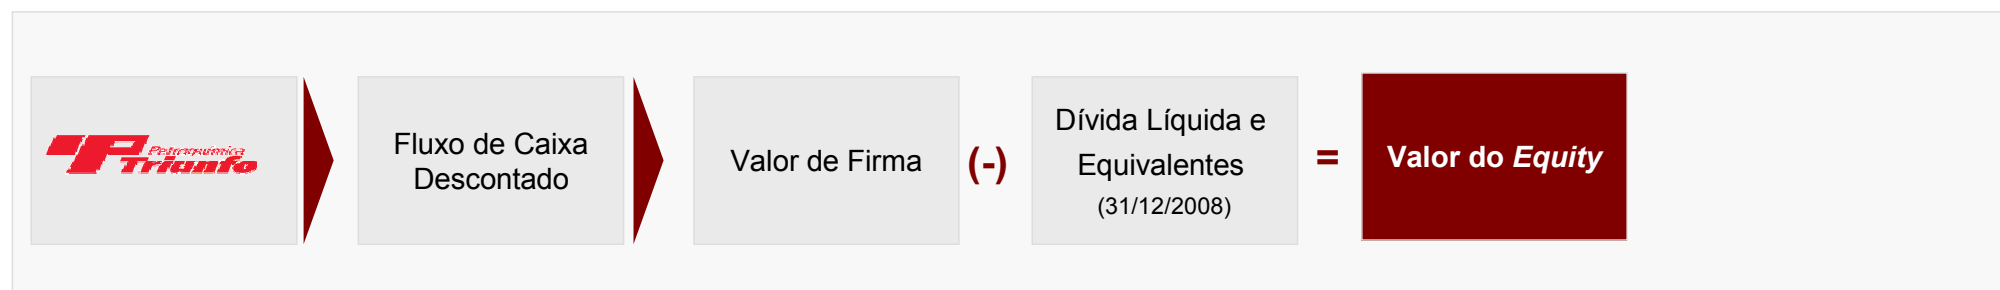 Petroquímica
Triunfo
Fluxo de Caixa
Descontado
Valor de Firma
(-)
Dívida Líquida e
Equivalentes
(31/12/2008)
=
Valor do Equity